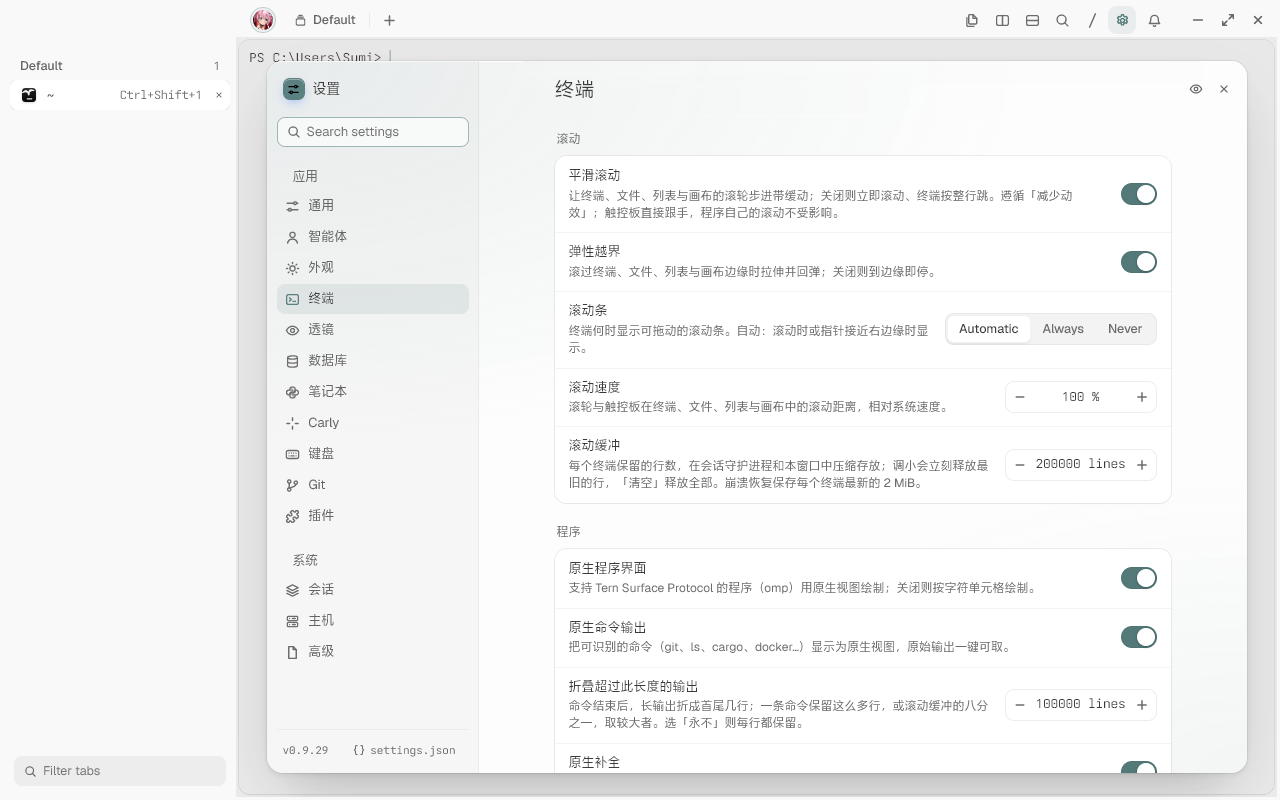 Default
PS C:\Users\Sumi>
Default 1
~ Ctrl+Shift+1 ×
Filter tabs
设置
Search settings
应用
通用
智能体
外观
终端
透镜
数据库
笔记本
Carly
键盘
Git
插件
系统
会话
主机
高级
v0.9.29 {} settings.json
终端
滚动
平滑滚动
让终端、文件、列表与画布的滚轮步进带缓动；关闭则立即滚动、终端按整行跳。遵循「减少动
效」；触控板直接跟手，程序自己的滚动不受影响。
弹性越界
滚过终端、文件、列表与画布边缘时拉伸并回弹；关闭则到边缘即停。
滚动条
终端何时显示可拖动的滚动条。自动：滚动时或指针接近右边缘时显
示。
Automatic Always Never
滚动速度
滚轮与触控板在终端、文件、列表与画布中的滚动距离，相对系统速度。
− 100 % +
滚动缓冲
每个终端保留的行数，在会话守护进程和本窗口中压缩存放；调小会立刻释放最
旧的行，「清空」释放全部。崩溃恢复保存每个终端最新的 2 MiB。
− 200000 lines +
程序
原生程序界面
支持 Tern Surface Protocol 的程序（omp）用原生视图绘制；关闭则按字符单元格绘制。
原生命令输出
把可识别的命令（git、ls、cargo、docker…）显示为原生视图，原始输出一键可取。
折叠超过此长度的输出
命令结束后，长输出折成首尾几行；一条命令保留这么多行，或滚动缓冲的八分
之一，取较大者。选「永不」则每行都保留。
− 100000 lines +
原生补全